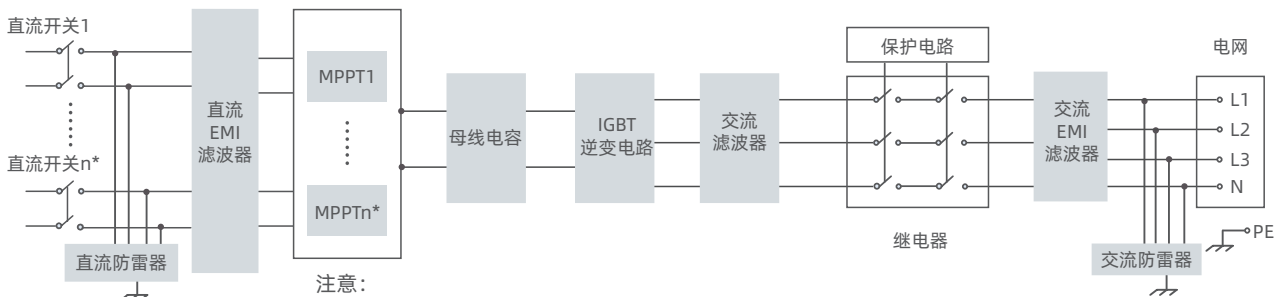 直流开关1
直流开关n*
直流防雷器
直流
EMI
滤波器
MPPT1
MPPTn*
注意：
母线电容
IGBT
逆变电路
交流
滤波器
保护电路
继电器
交流
EMI
滤波器
电网
L1
L2
L3
N
PE
交流防雷器